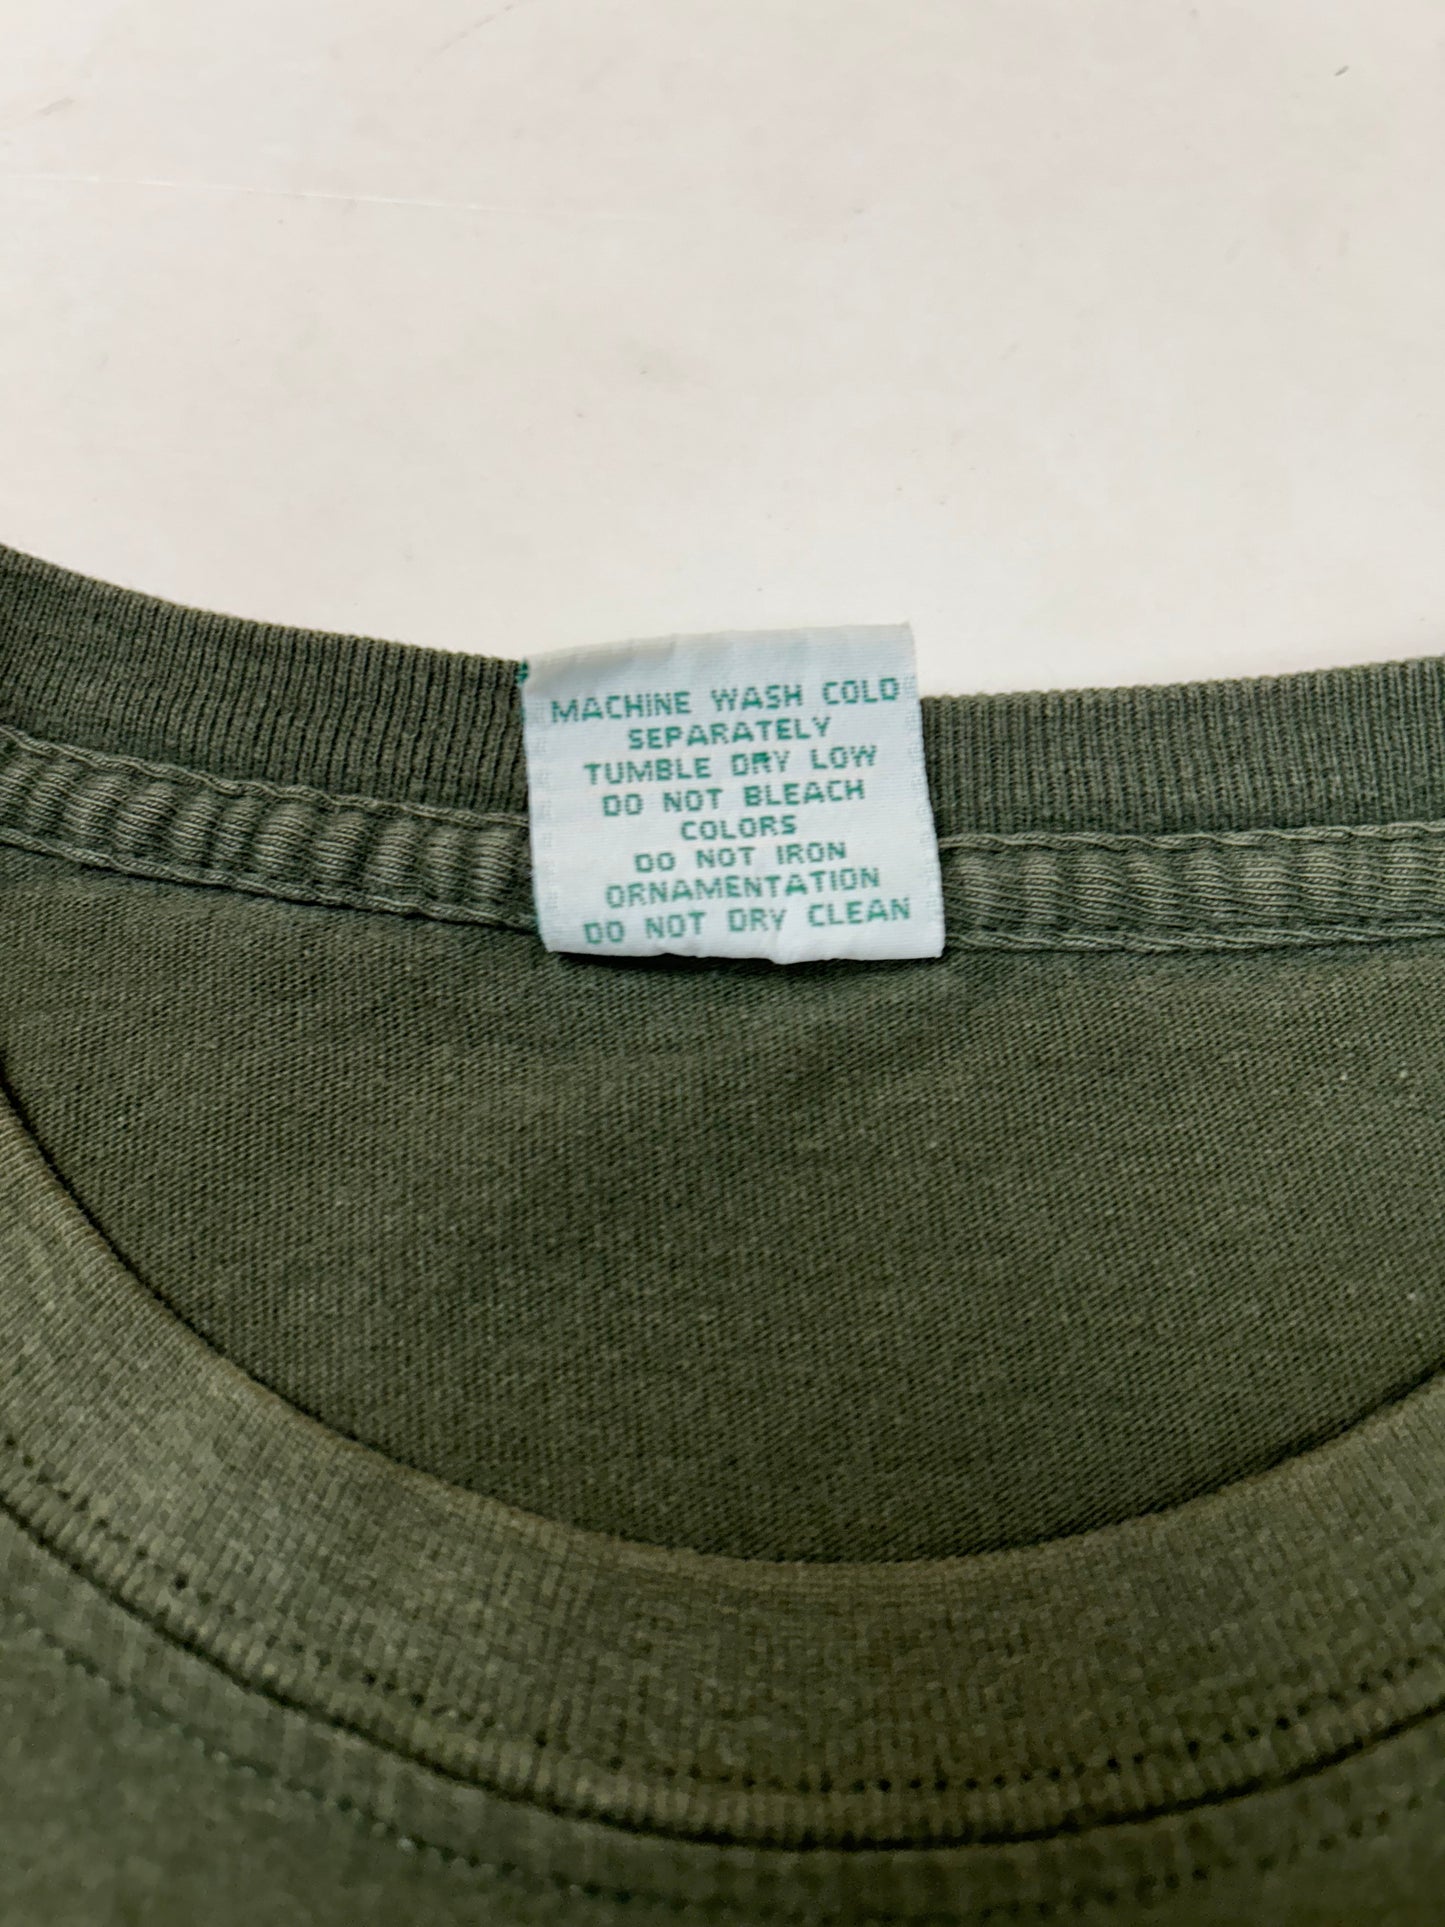 MACHINE WASH COLD
SEPARATELY
TUMBLE DRY LOW
DO NOT BLEACH
COLORS
DO NOT IRON
ORNAMENTATION
DO NOT DRY CLEAN